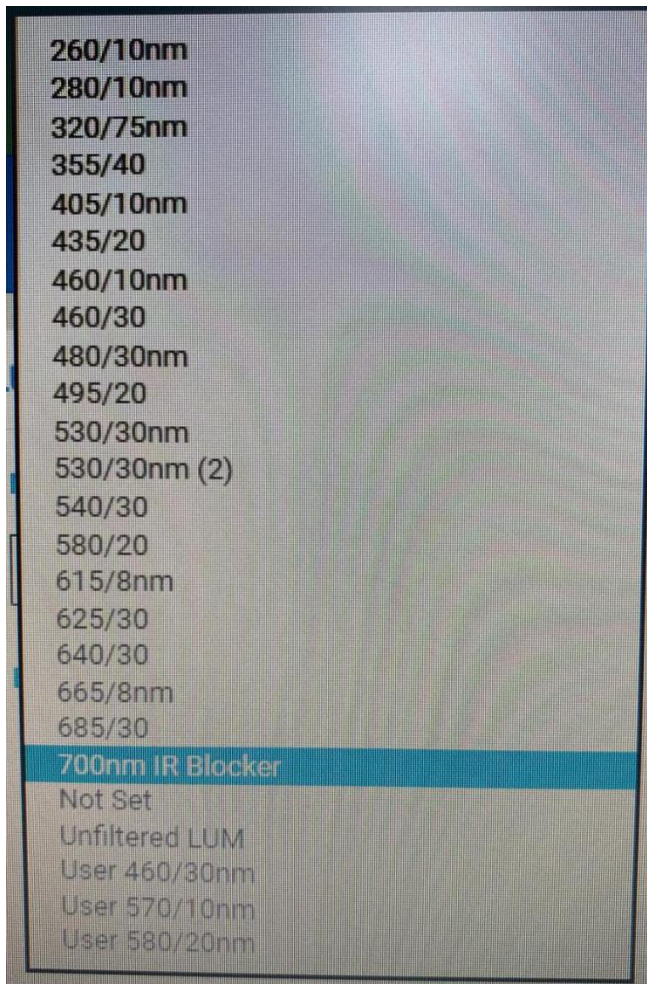 260/10nm
280/10nm
320/75nm
355/40
405/10nm
435/20
460/10nm
460/30
480/30nm
495/20
530/30nm
530/30nm (2)
540/30
580/20
615/8nm
625/30
640/30
665/8nm
685/30
700nm IR Blocker
Not Set
Unfiltered LUM
User 460/30nm
User 570/10nm
User 580/20nm